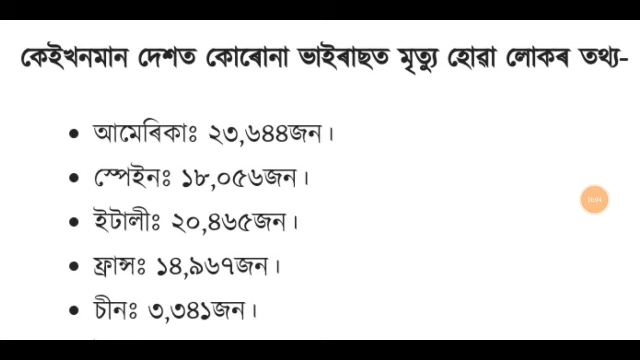 কেইখনমান দেশত কোৰোনা ভাইৰাছত মৃত্যু হোৱা লোকৰ তথ্য-
• আমেৰিকাঃ ২৩,৬৪৪জন।
• স্পেইনঃ ১৮,০৫৬জন।
• ইটালীঃ ২০,৪৬৫জন।
• ফ্ৰান্সঃ ১৪,৯৬৭জন।
• চীনঃ ৩,৩৪১জন।